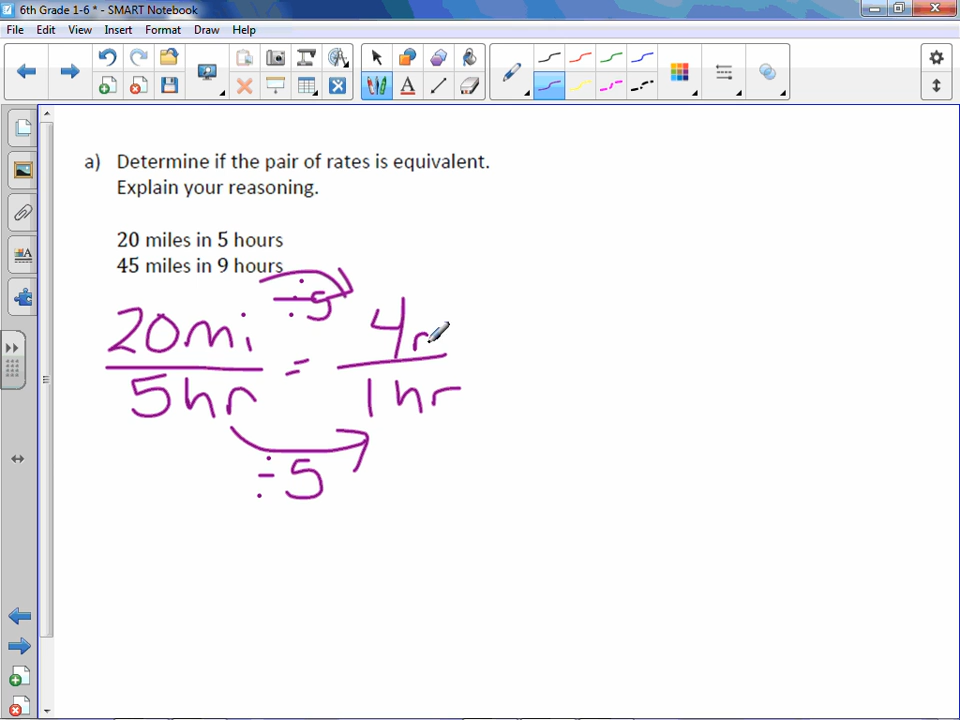 6th Grade 1-6 * - SMART Notebook
File Edit View Insert Format Draw Help
a) Determine if the pair of rates is equivalent.
Explain your reasoning.
20 miles in 5 hours
45 miles in 9 hours
÷5
20mi = 4
5hr 1hr
÷5